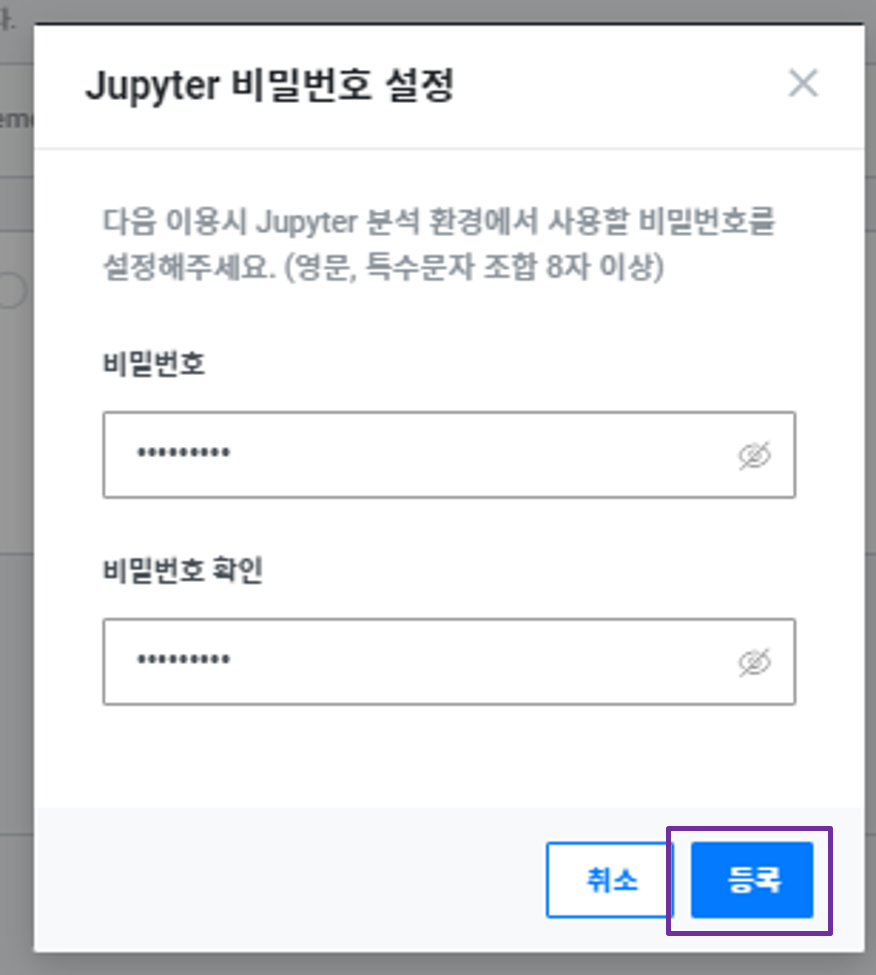 다.
Jupyter 비밀번호 설정
다음 이용시 Jupyter 분석 환경에서 사용할 비밀번호를
설정해주세요. (영문, 특수문자 조합 8자 이상)
비밀번호
•••••••••
비밀번호 확인
•••••••••
취소
등록